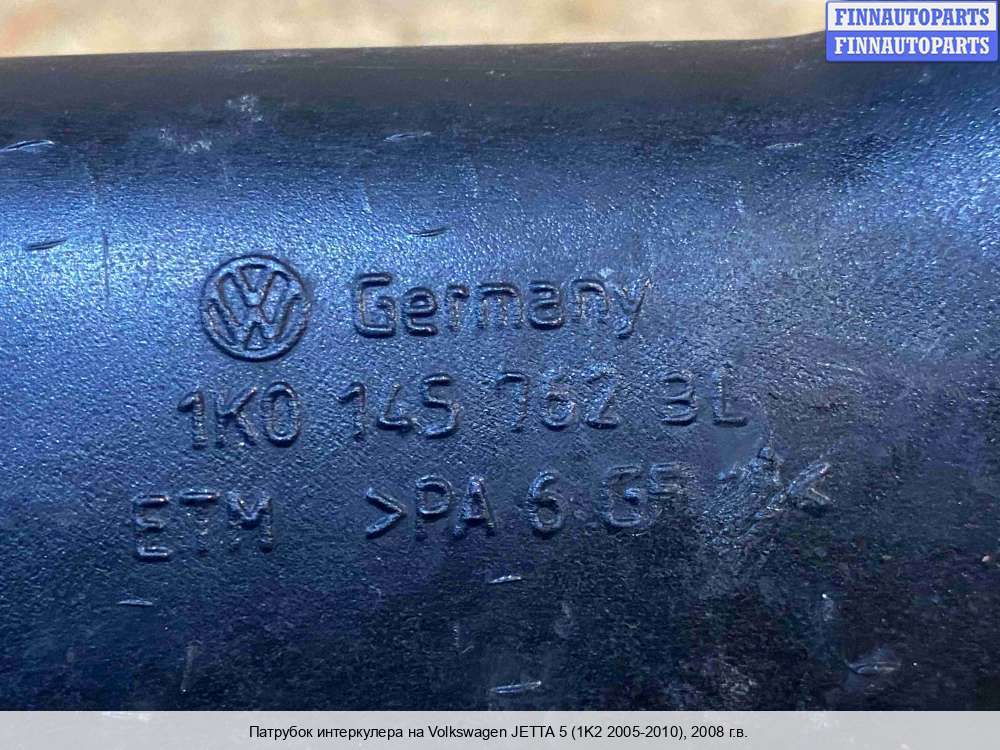 FINNAUTOPARTS
FINNAUTOPARTS
Germany
1K0 145 762 BL
ETM >PA 6 GF
Патрубок интеркулера на Volkswagen JETTA 5 (1K2 2005-2010), 2008 г.в.